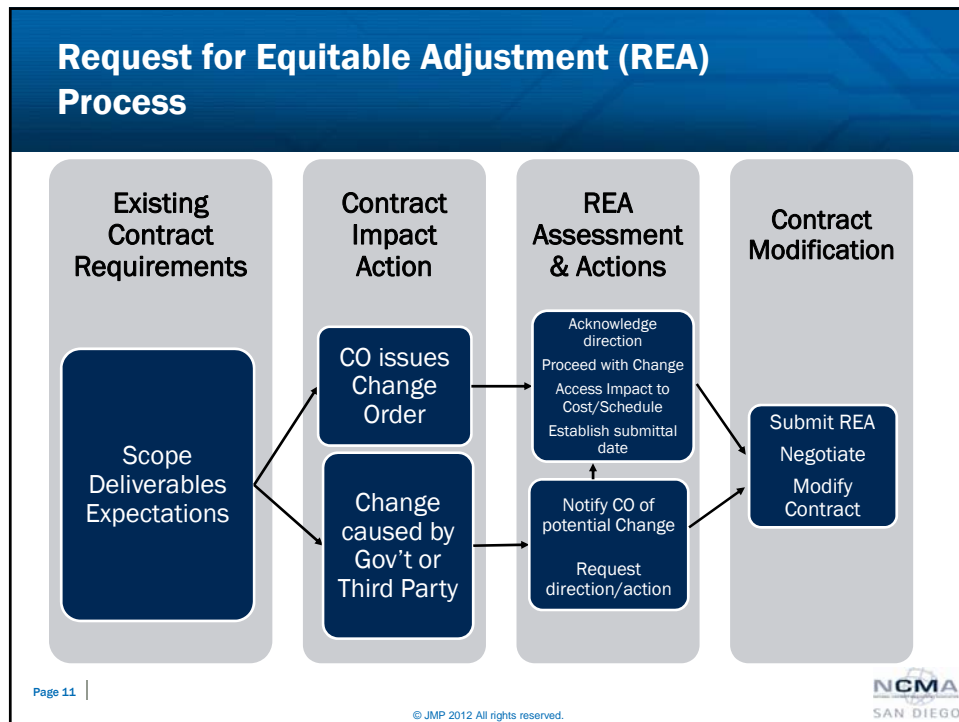 Request for Equitable Adjustment (REA)
Process
Existing
Contract
Requirements
Scope
Deliverables
Expectations
Contract
Impact
Action
CO issues
Change
Order
Change
caused by
Gov't or
Third Party
REA
Assessment
& Actions
Acknowledge
direction
Proceed with Change
Access Impact to
Cost/Schedule
Establish submittal
date
Notify CO of
potential Change
Request
direction/action
Contract
Modification
Submit REA
Negotiate
Modify
Contract
Page 11
© JMP 2012 All rights reserved.
NCMA
SAN DIEGO